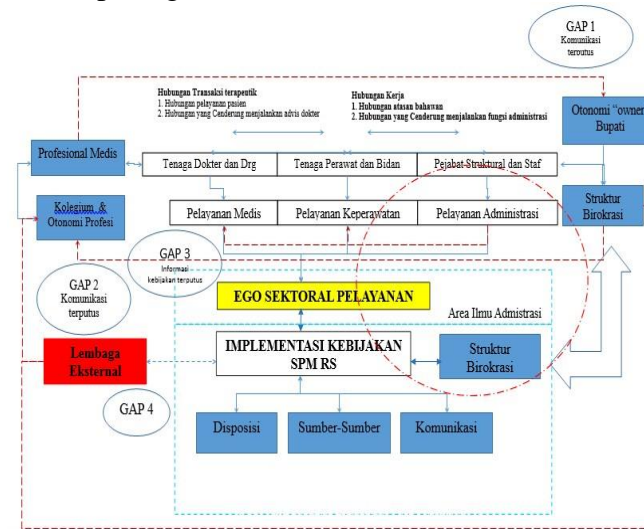 GAP 1
Komunikasi
terputus
Hubungan Transaksi terapeutik
1. Hubungan pelayanan pasien
2. Hubungan yang Cenderung menjalankan advis dokter
Hubungan Kerja
1. Hubungan atasan bahawan
2. Hubungan yang Cenderung menjalankan fungsi administrasi
Otonomi "owner
Bupati
Profesional Medis
Tenaga Dokter dan Drg
Tenaga Perawat dan Bidan
Pejabat Struktural dan Staf
Kolegium &
Otonomi Profesi
Pelayanan Medis
Pelayanan Keperawatan
Pelayanan Administrasi
Struktur
Birokrasi
GAP 3
Informasi
kebijakan terputus
GAP 2
Komunikasi
terputus
EGO SEKTORAL PELAYANAN
Area Ilmu Admistrasi
Lembaga
Eksternal
IMPLEMENTASI KEBIJAKAN
SPM RS
Struktur
Birokrasi
GAP 4
Disposisi
Sumber-Sumber
Komunikasi